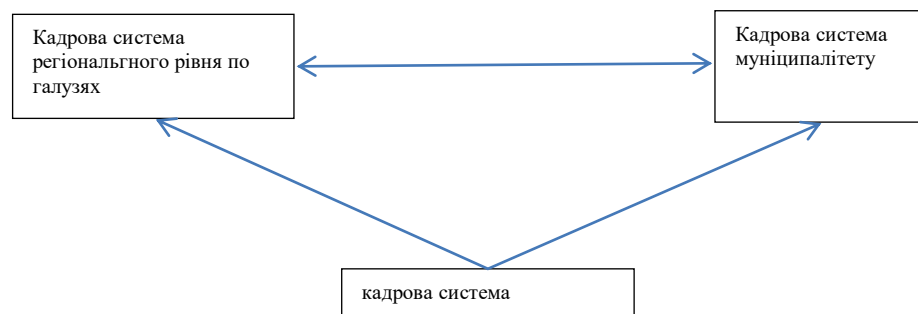 Кадрова система
регіональгного рівня по
галузях
Кадрова система
муніципалітету
кадрова система